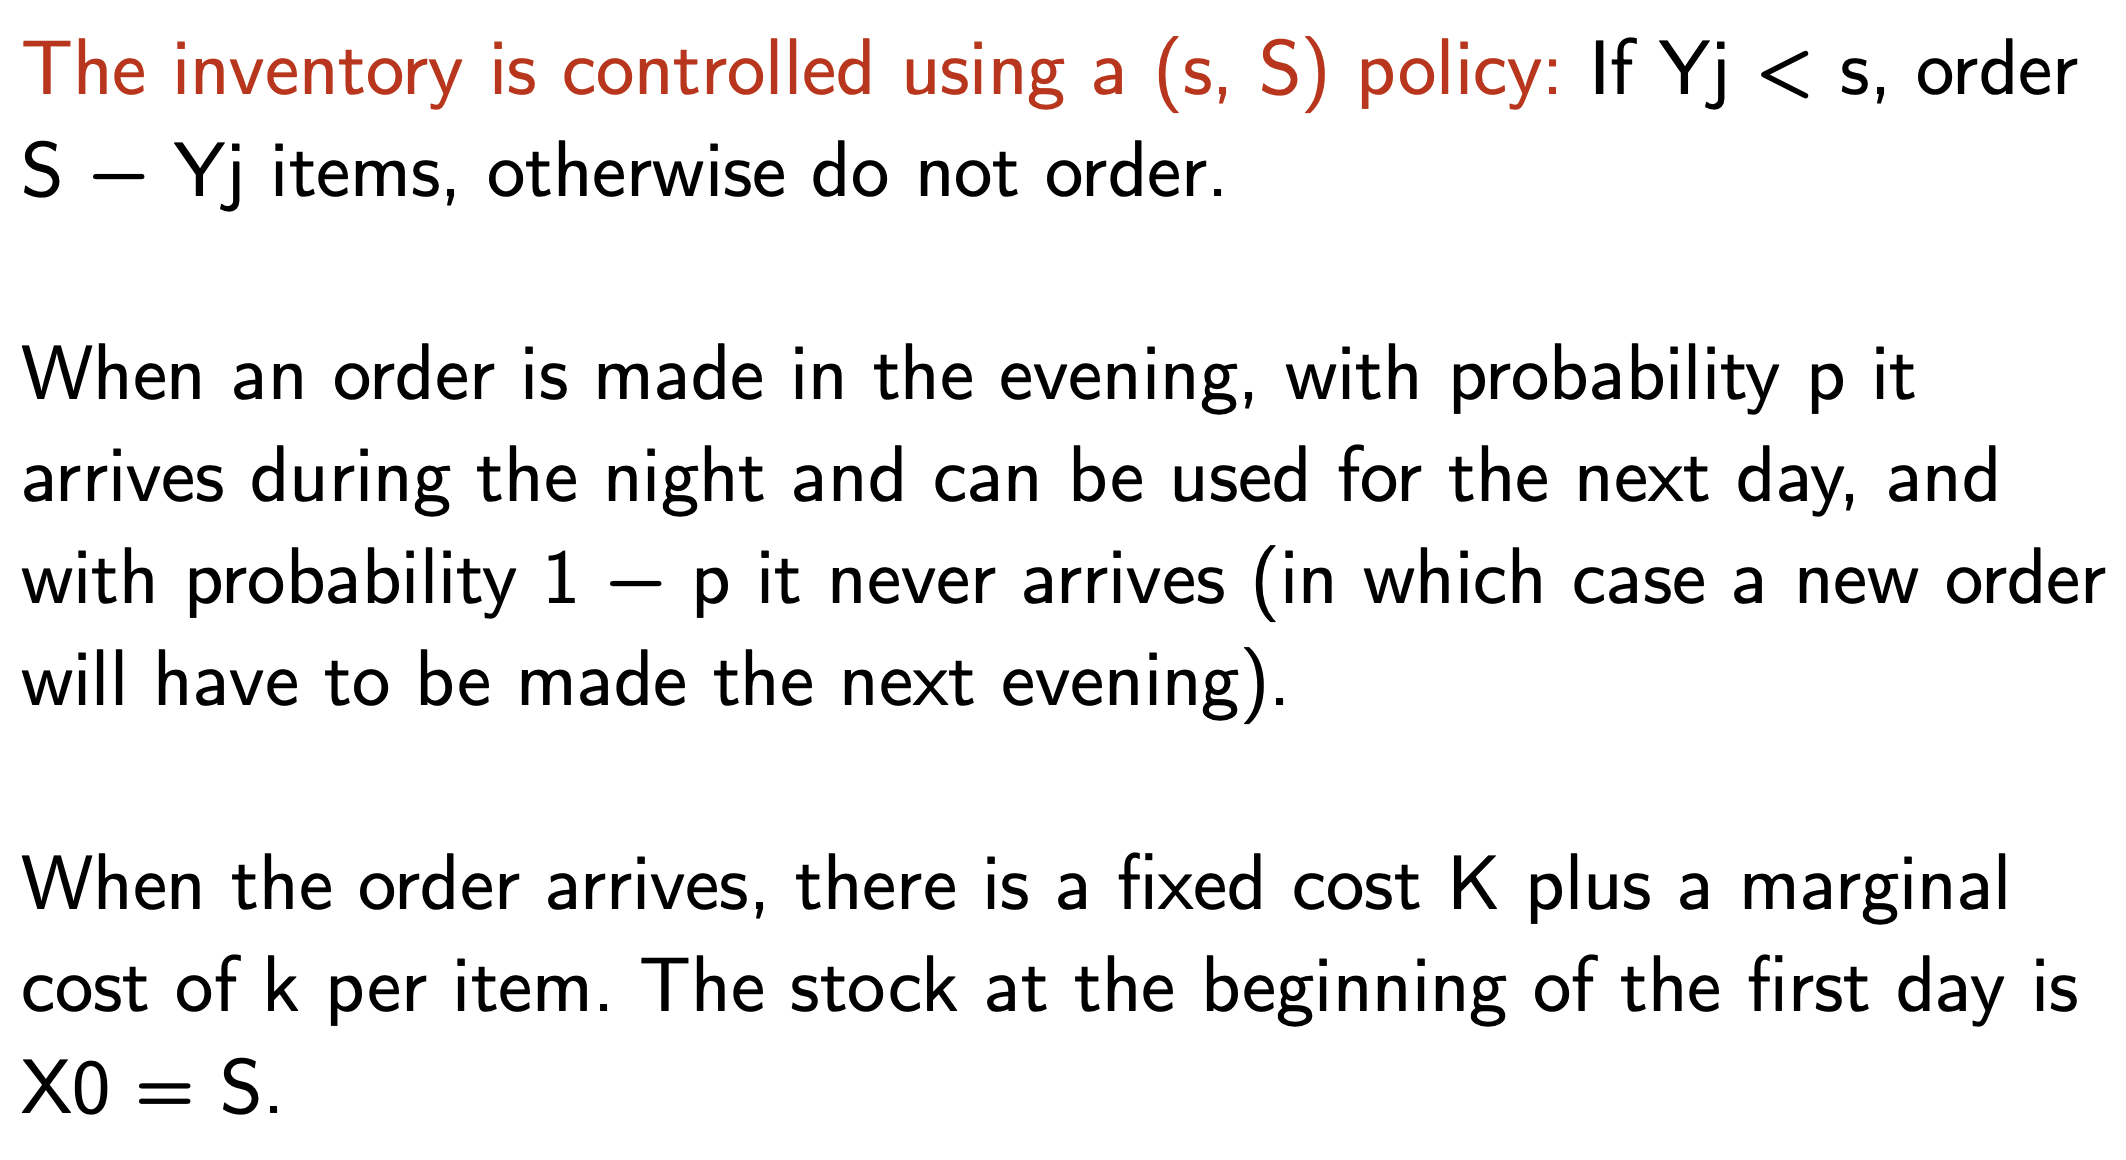 The inventory is controlled using a (s, S) policy: If Yj < s, order
S − Yj items, otherwise do not order.
When an order is made in the evening, with probability p it
arrives during the night and can be used for the next day, and
with probability 1 − p it never arrives (in which case a new order
will have to be made the next evening).
When the order arrives, there is a fixed cost K plus a marginal
cost of k per item. The stock at the beginning of the first day is
X0 = S.